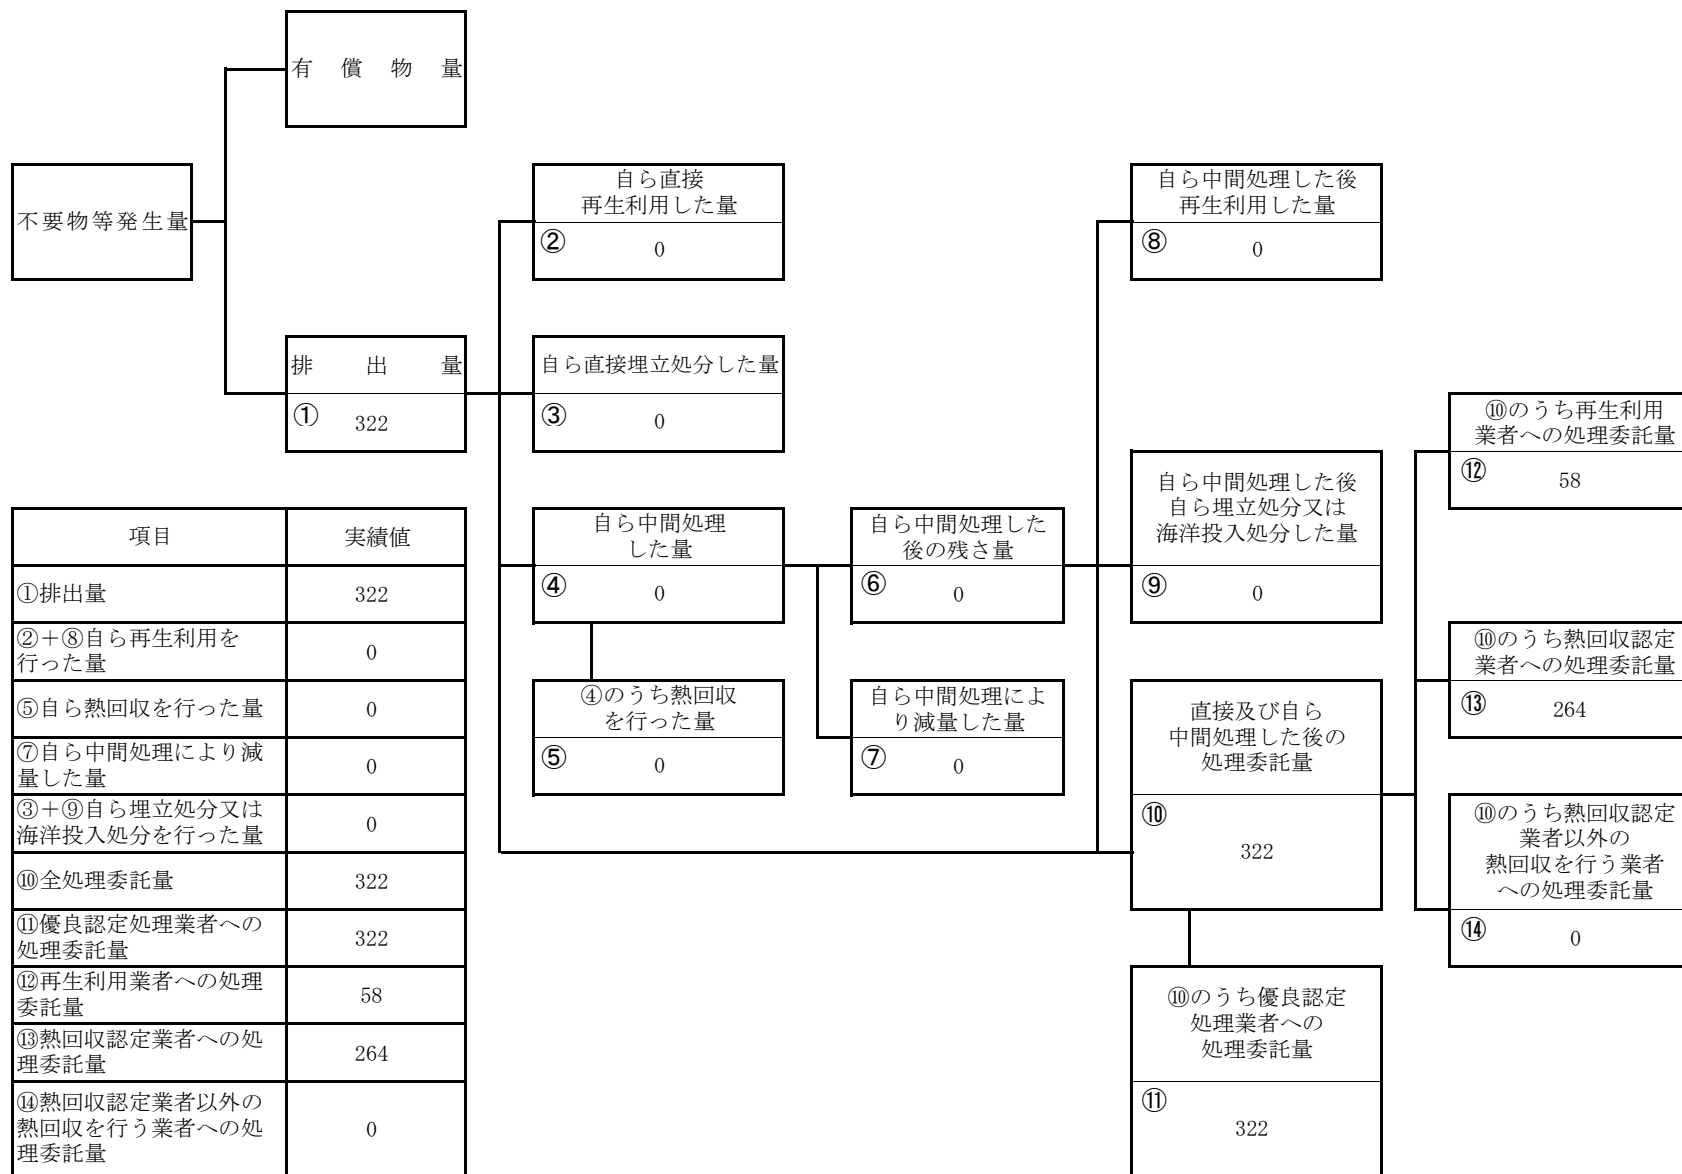 有償物量
不要物等発生量
自ら直接
再生利用した量
②
0
自ら中間処理した後
再生利用した量
⑧
0
排出量
①
322
自ら直接埋立処分した量
③
0
⑩のうち再生利用
業者への処理委託量
⑫
58
自ら中間処理した後
自ら埋立処分又は
海洋投入処分した量
⑨
0
自ら中間処理
した量
④
0
自ら中間処理した
後の残さ量
⑥
0
⑩のうち熱回収認定
業者への処理委託量
⑬
264
④のうち熱回収
を行った量
⑤
0
自ら中間処理によ
り減量した量
⑦
0
直接及び自ら
中間処理した後の
処理委託量
⑩
322
⑩のうち熱回収認定
業者以外の
熱回収を行う業者
への処理委託量
⑭
0
⑩のうち優良認定
処理業者への
処理委託量
⑪
322
項目 実績値
①排出量 322
②+⑧自ら再生利用を
行った量
0
⑤自ら熱回収を行った量 0
⑦自ら中間処理により減
量した量
0
③+⑨自ら埋立処分又は
海洋投入処分を行った量
0
⑩全処理委託量 322
⑪優良認定処理業者への
処理委託量
322
⑫再生利用業者への処理
委託量
58
⑬熱回収認定業者への処
理委託量
264
⑭熱回収認定業者以外の
熱回収を行う業者への処
理委託量
0